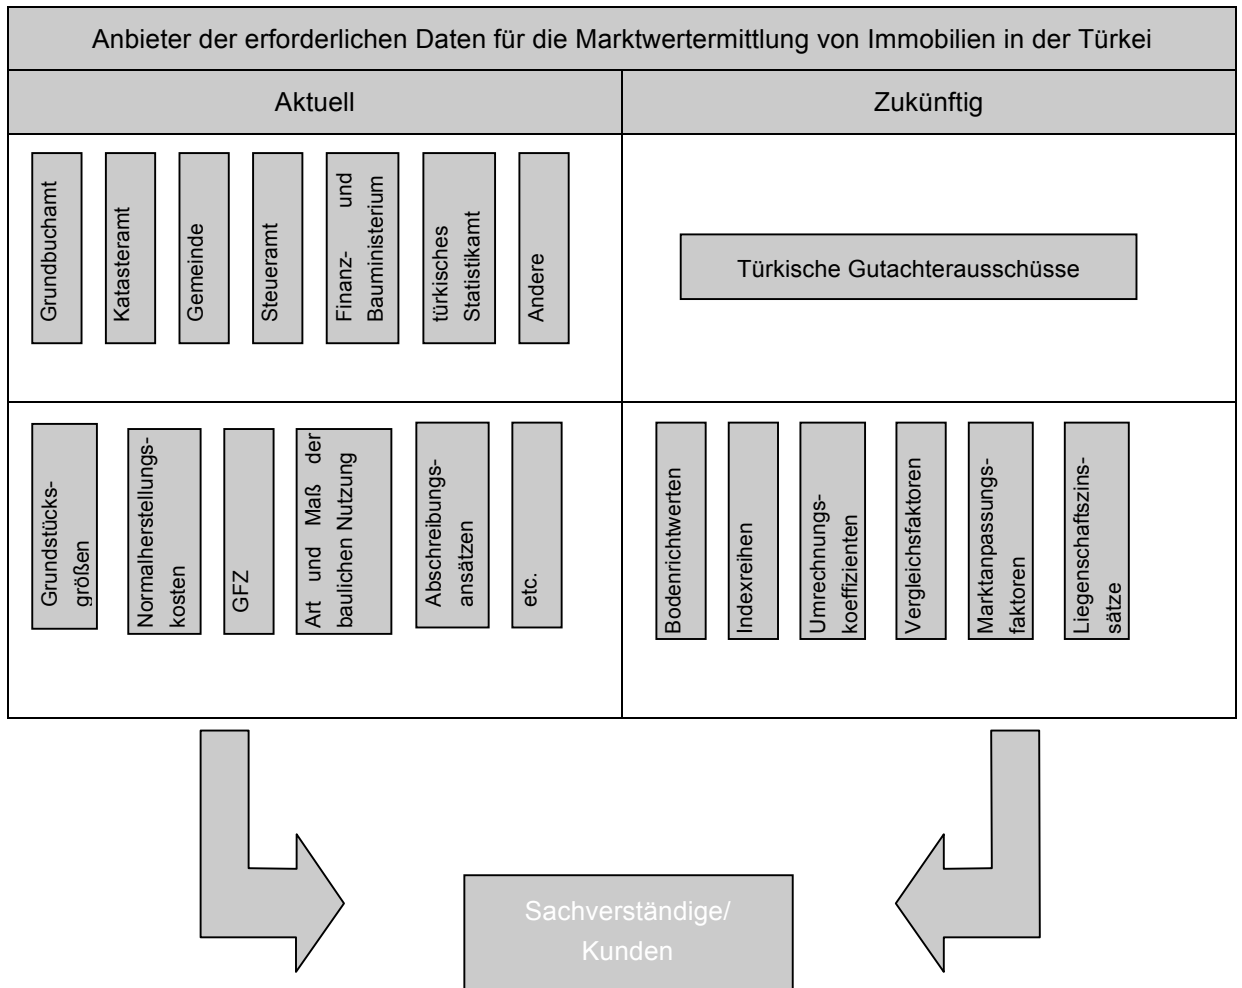 Anbieter der erforderlichen Daten für die Marktwertermittlung von Immobilien in der Türkei
Aktuell
Zukünftig
Grundbuchamt
Katasteramt
Gemeinde
Steueramt
Finanz- und
Bauministerium
türkisches
Statistikamt
Andere
Türkische Gutachterausschüsse
Grundstücks-
größen
Normalherstellungs-
kosten
GFZ
Art und Maß der
baulichen Nutzung
Abschreibungs-
ansätzen
etc.
Bodenrichtwerten
Indexreihen
Umrechnungs-
koeffizienten
Vergleichsfaktoren
Marktanpassungs-
faktoren
Liegenschaftszins-
sätze
Sachverständige/
Kunden